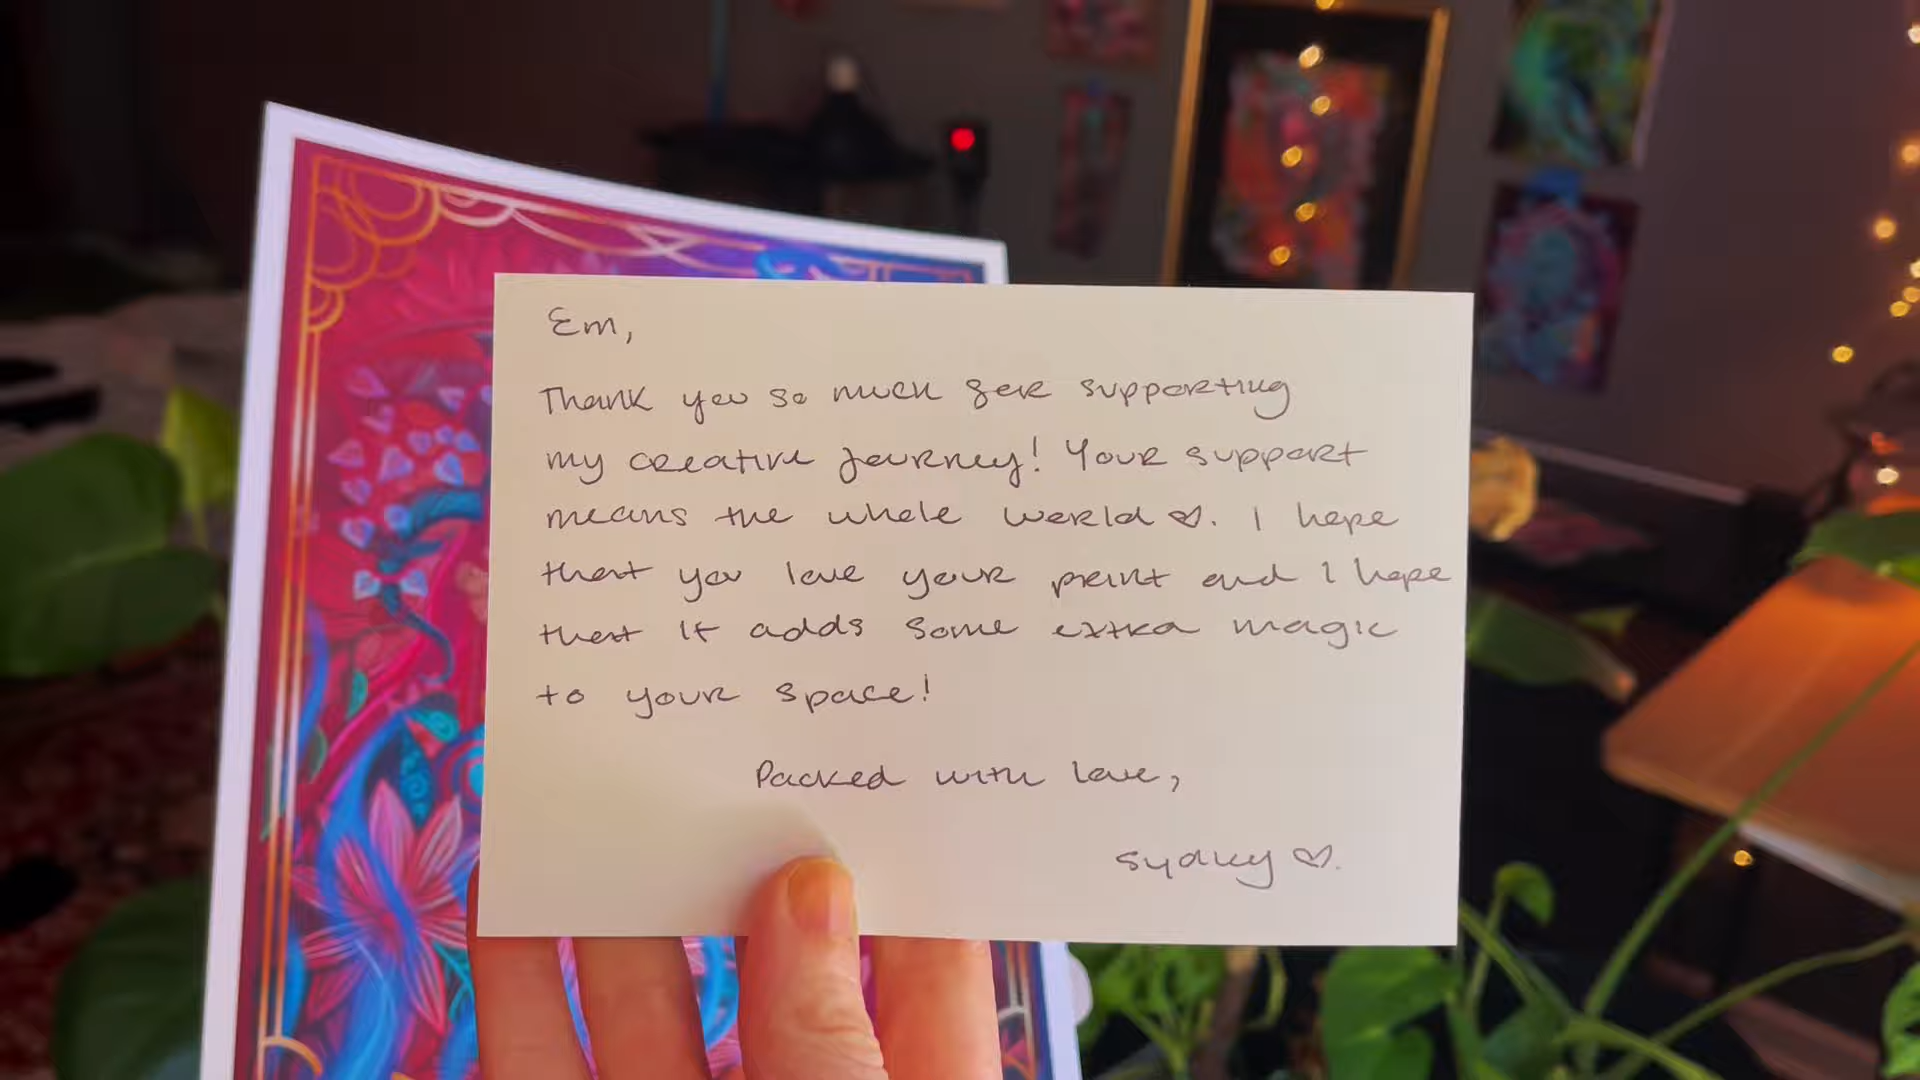 Em,
Thank you so much for supporting
my creative journey! Your support
means the whole world ♡. I hope
that you love your print and I hope
that it adds some extra magic
to your space!
Packed with love,
Sydney ♡.